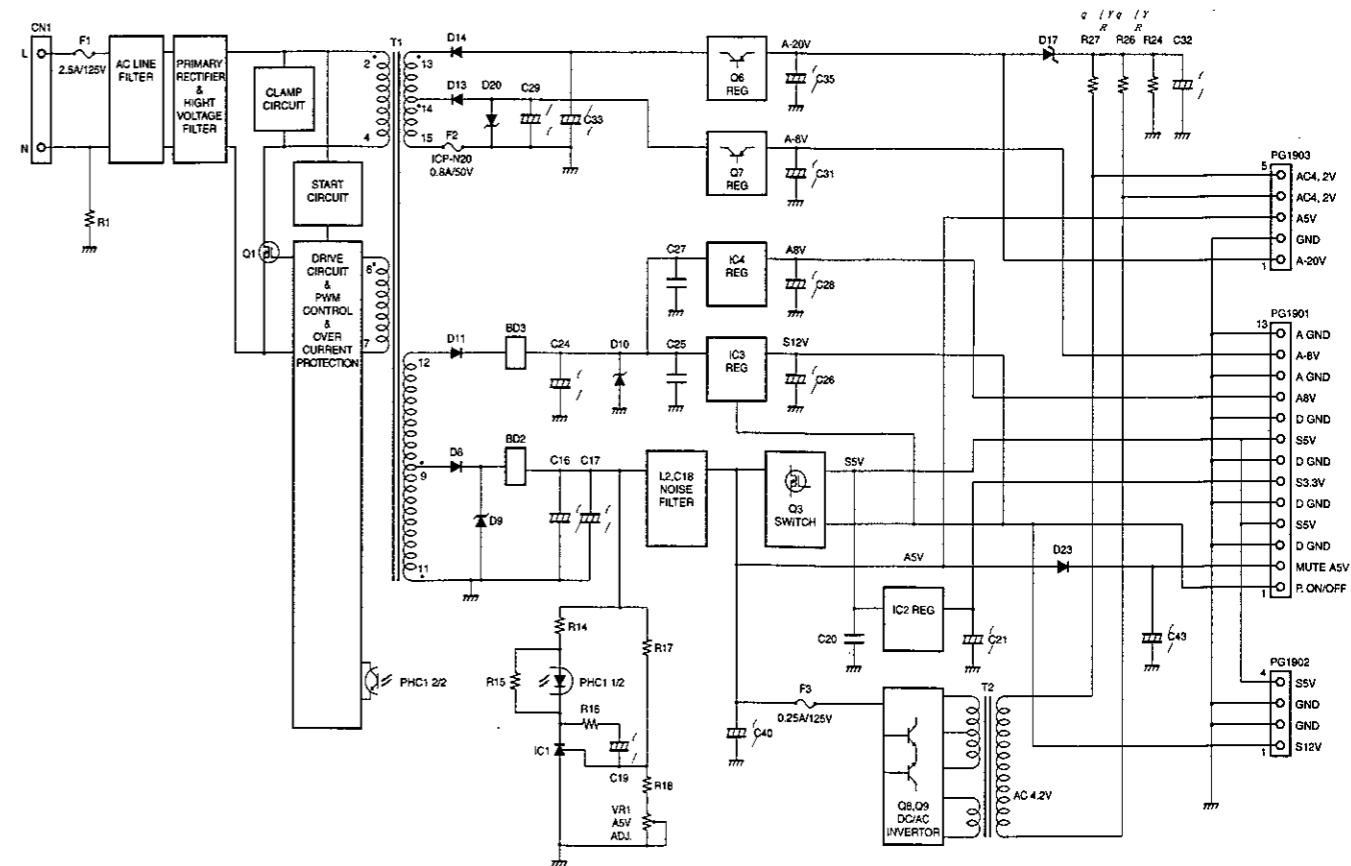 CN1
L
F1
2.5A/125V
N
R1
AC LINE
FILTER
PRIMARY
RECTIFIER
&
HIGHT
VOLTAGE
FILTER
CLAMP
CIRCUIT
START
CIRCUIT
Q1
DRIVE
CIRCUIT
&
PWM
CONTROL
&
OVER
CURRENT
PROTECTION
PHC1 2/2
T1
2
4
6
7
13
14
15
12
9
11
D14
D13
D20
C29
C33
F2
ICP-N20
0.8A/50V
Q6
REG
A-20V
C35
Q7
REG
A-8V
C31
D17
R27
R26
R24
C32
D11
BD3
C24
D10
C27
C25
IC4
REG
A8V
C28
IC3
REG
S12V
C26
D8
BD2
D9
C16
C17
L2,C18
NOISE
FILTER
Q3
SWITCH
S5V
A5V
D23
IC2 REG
C20
C21
C43
R14
R15
PHC1 1/2
R16
R17
IC1
C19
R18
VR1
A5V
ADJ.
C40
F3
0.25A/125V
Q8,Q9
DC/AC
INVERTOR
T2
AC 4.2V
PG1903
5
AC4, 2V
AC4, 2V
A5V
GND
A-20V
1
PG1901
13
A GND
A-8V
A GND
A8V
D GND
S5V
D GND
S3.3V
D GND
S5V
D GND
MUTE A5V
P. ON/OFF
1
PG1902
4
S5V
GND
GND
S12V
1